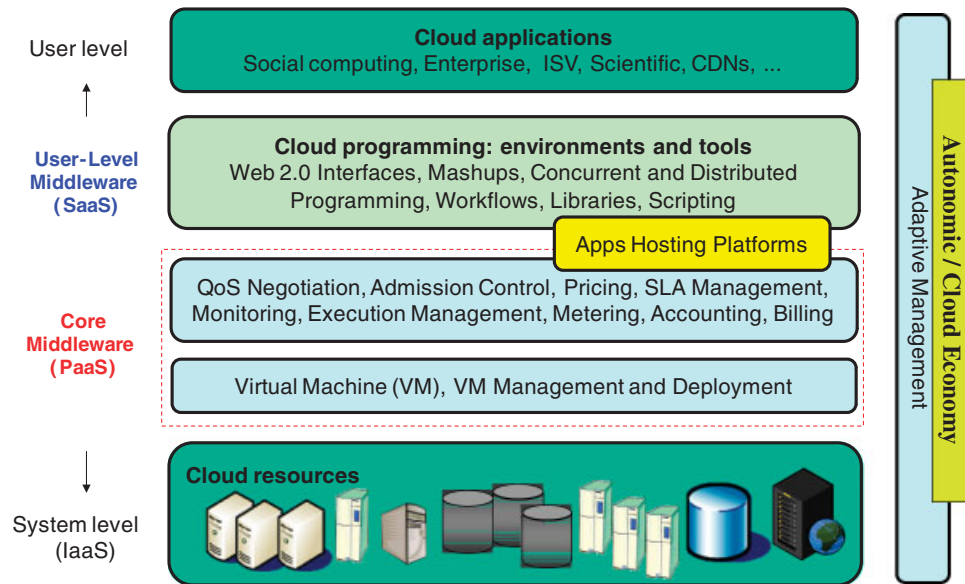 User level
Cloud applications
Social computing, Enterprise, ISV, Scientific, CDNs, ...
User-Level
Middleware
(SaaS)
Cloud programming: environments and tools
Web 2.0 Interfaces, Mashups, Concurrent and Distributed
Programming, Workflows, Libraries, Scripting
Apps Hosting Platforms
Core
Middleware
(PaaS)
QoS Negotiation, Admission Control, Pricing, SLA Management,
Monitoring, Execution Management, Metering, Accounting, Billing
Virtual Machine (VM), VM Management and Deployment
System level
(IaaS)
Cloud resources
Adaptive Management
Autonomic / Cloud Economy